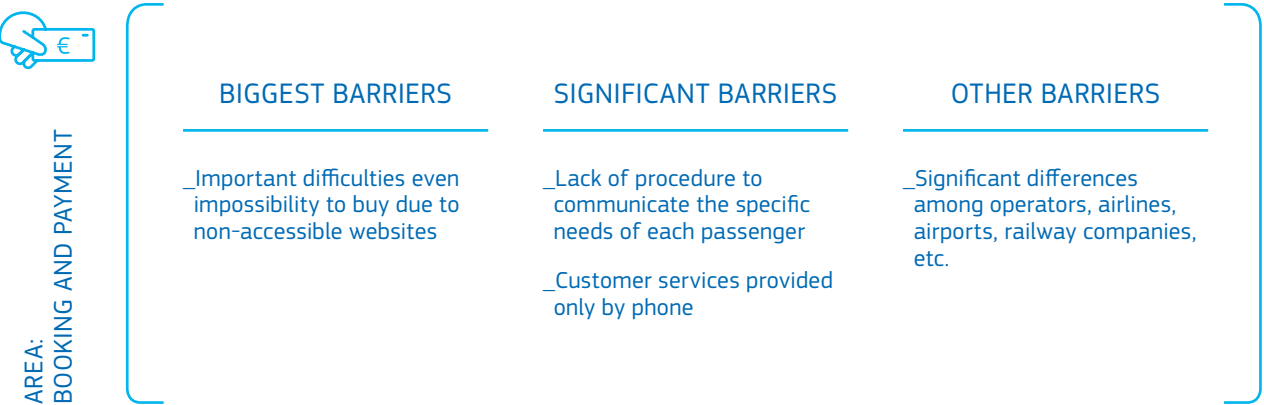 €
AREA:
BOOKING AND PAYMENT
BIGGEST BARRIERS
_Important difficulties even
impossibility to buy due to
non-accessible websites
SIGNIFICANT BARRIERS
_Lack of procedure to
communicate the specific
needs of each passenger
_Customer services provided
only by phone
OTHER BARRIERS
_Significant differences
among operators, airlines,
airports, railway companies,
etc.